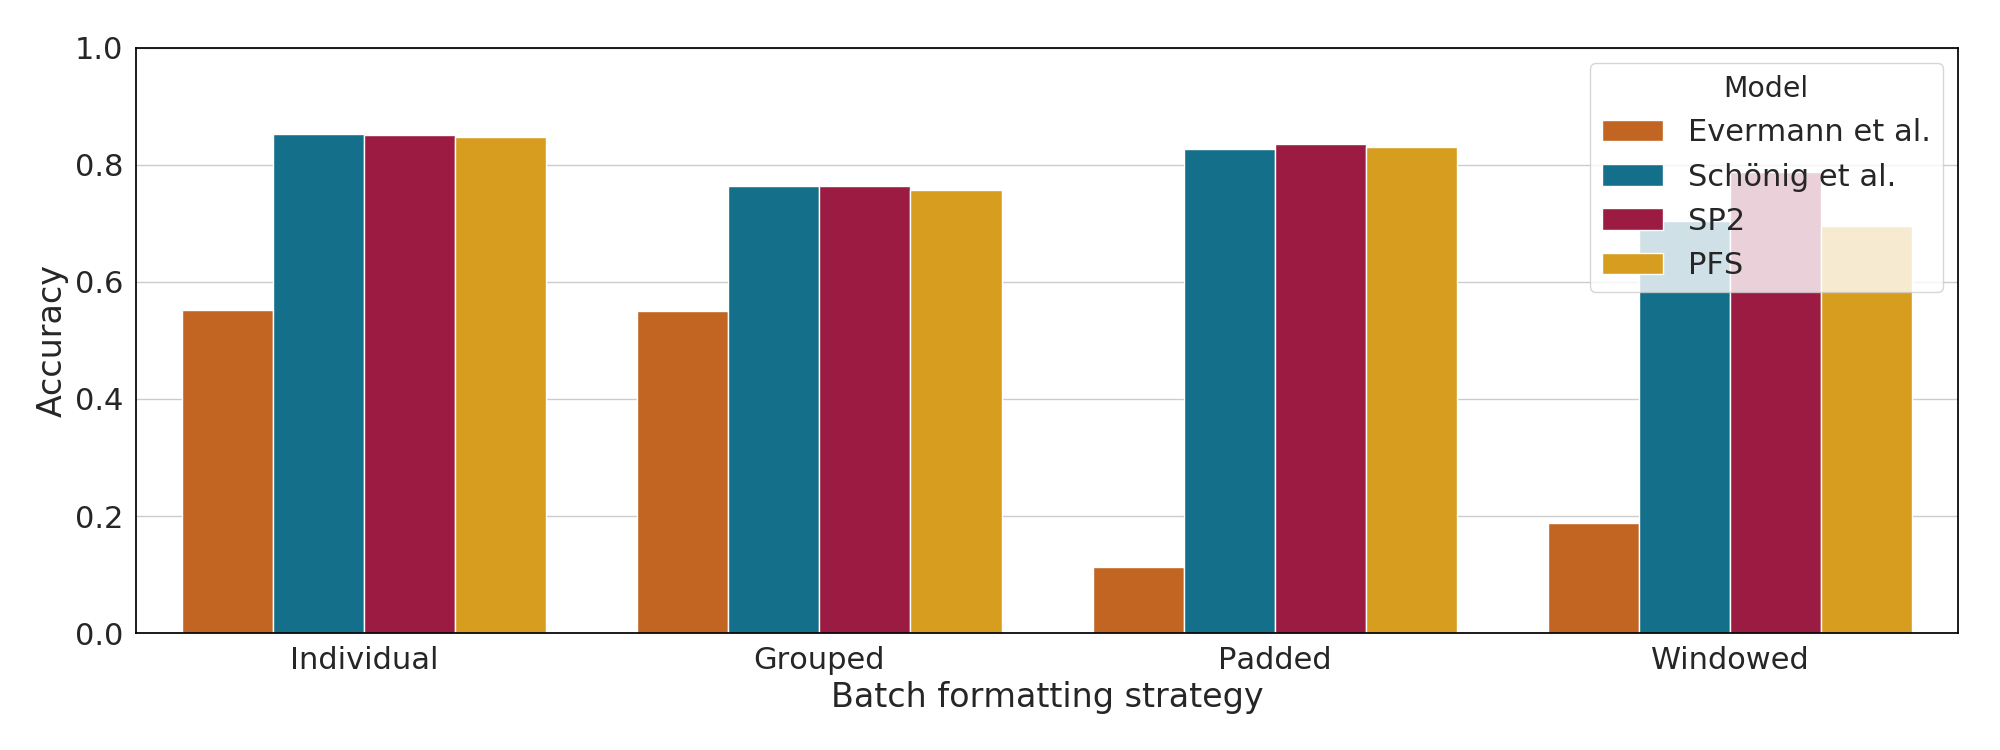 1.0
0.8
0.6
0.4
0.2
0.0
Accuracy
Model
Evermann et al.
Schönig et al.
SP2
PFS
Individual
Grouped
Padded
Windowed
Batch formatting strategy